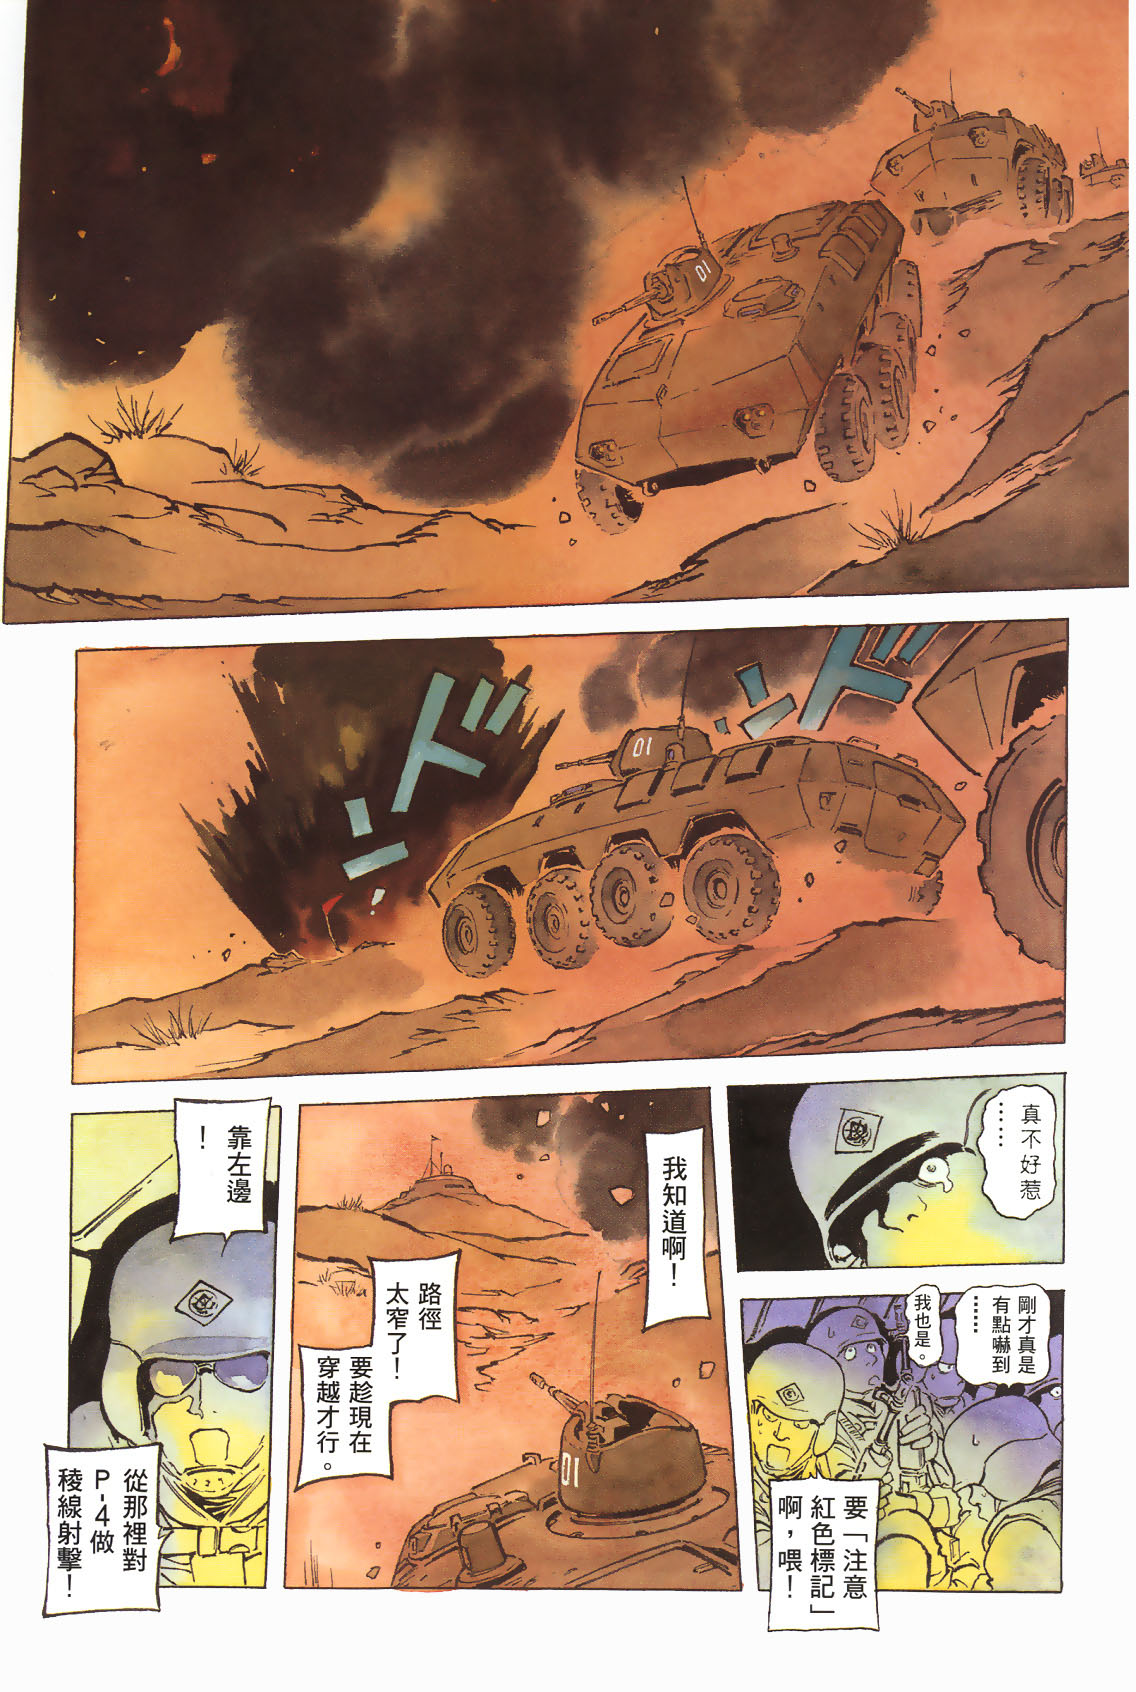 01
ドン
ドン
01
真不好惹
……
剛才真是
有點嚇到
……
我也是。
要「注意
紅色標記」
啊，喂！
我知道啊！
路徑
太窄了！
要趁現在
穿越才行。
01
靠左邊
！
從那裡對
P-4做
稜線射擊！